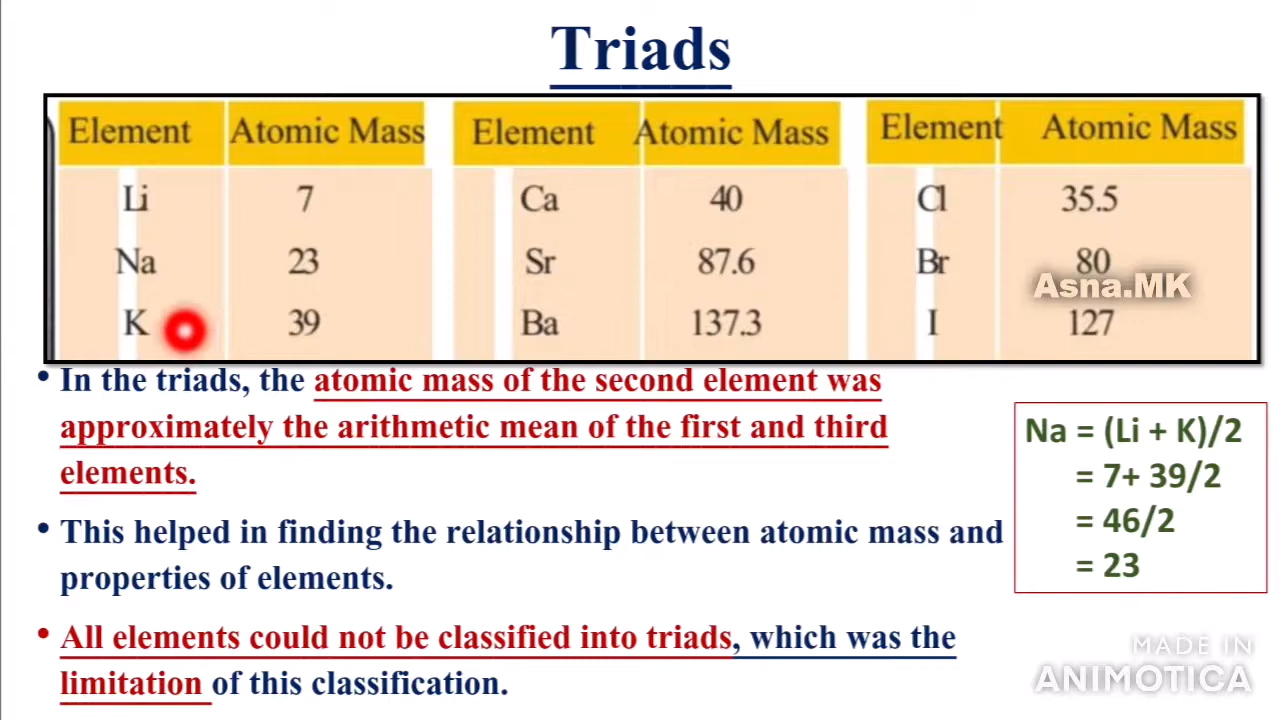 Triads
Element Atomic Mass Element Atomic Mass Element Atomic Mass
Li 7 Ca 40 Cl 35.5
Na 23 Sr 87.6 Br 80
Asna.MK
K 39 Ba 137.3 I 127
• In the triads, the atomic mass of the second element was
approximately the arithmetic mean of the first and third
elements.
• This helped in finding the relationship between atomic mass and
properties of elements.
• All elements could not be classified into triads, which was the
limitation of this classification.
Na = (Li + K)/2
= 7+ 39/2
= 46/2
= 23
MADE IN
ANIMOTICA